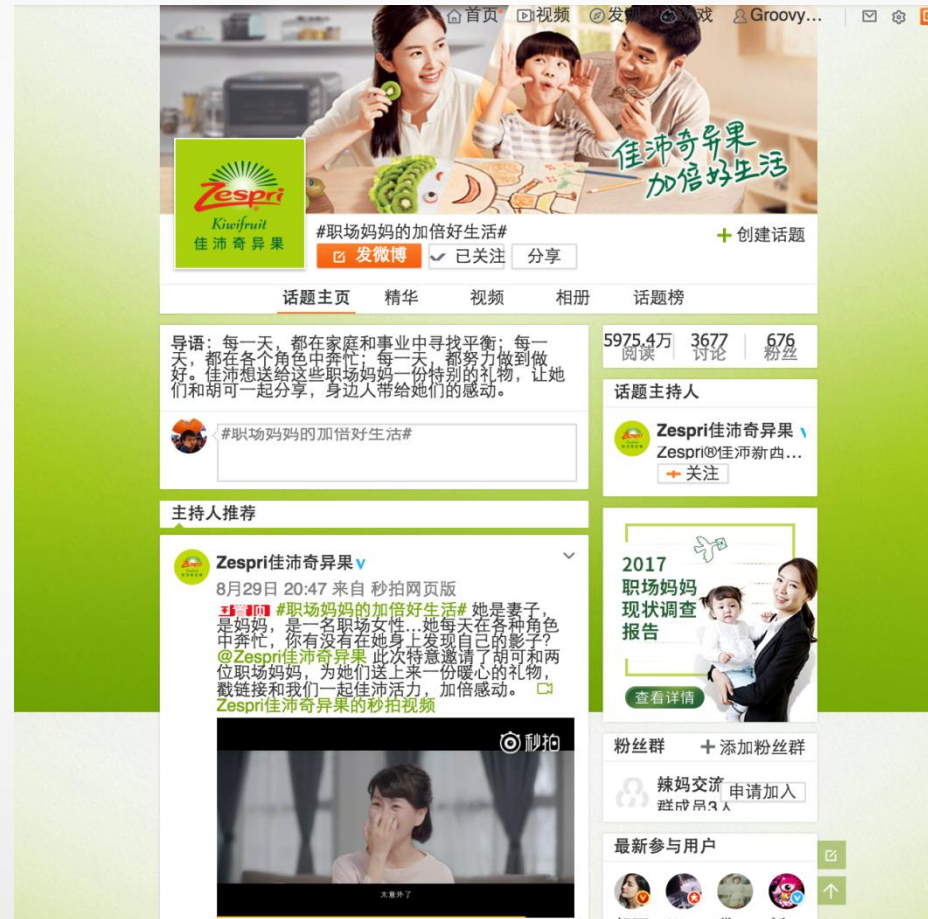 首页 视频 Groovy...
佳沛奇异果
加倍好生活
Zespri
Kiwifruit
佳沛奇异果
#职场妈妈的加倍好生活#
创建话题
发微博 已关注 分享
话题主页 精华 视频 相册 话题榜
导语：每一天，都在家庭和事业中寻找平衡；每一
天，都在各个角色中奔忙；每一天，都努力做到做
好。佳沛想送给这些职场妈妈一份特别的礼物，让她
们和胡可一起分享，身边人带给她们的感动。
#职场妈妈的加倍好生活#
主持人推荐
Zespri佳沛奇异果
8月29日 20:47 来自 秒拍网页版
置顶 #职场妈妈的加倍好生活# 她是妻子，
是妈妈，是一名职场女性...她每天在各种角色
中奔忙，你有没有在她身上发现自己的影子？
@Zespri佳沛奇异果 此次特意邀请了胡可和两
位职场妈妈，为她们送上来一份暖心的礼物，
戳链接和我们一起佳沛活力，加倍感动。
Zespri佳沛奇异果的秒拍视频
秒拍
太意外了
5975.4万 3677 676
阅读 讨论 粉丝
话题主持人
Zespri佳沛奇异果
Zespri®佳沛新西...
关注
2017
职场妈妈
现状调查
报告
查看详情
粉丝群 添加粉丝群
辣妈交流 申请加入
群成员3人
最新参与用户